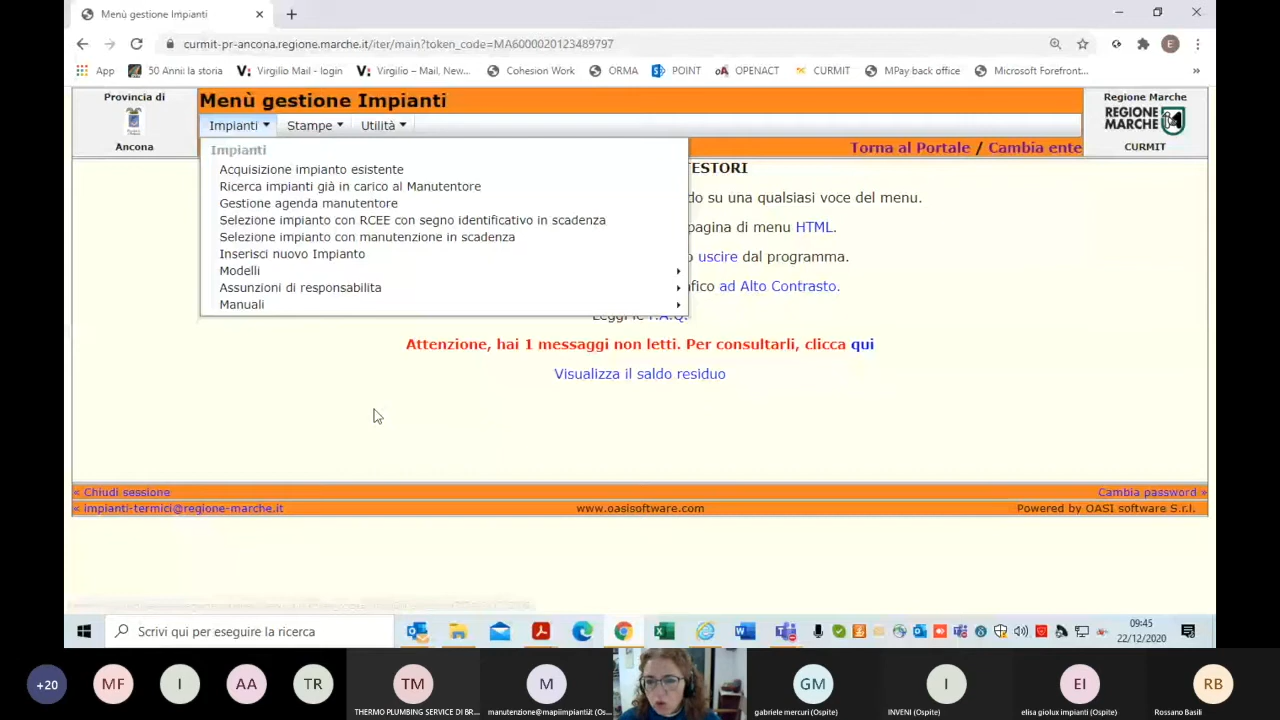 Menù gestione Impianti
curmit-pr-ancona.regione.marche.it/iter/main?token_code=MA6000020123489797
E
App
50 Annii la storia
Virgilio Mail - login
Virgilio – Mail, New...
Cohesion Work
ORMA
POINT
OPENACT
CURMIT
MPay back office
Microsoft Forefront...
»
Provincia di
Ancona
Menù gestione Impianti
Regione Marche
REGIONE
MARCHE
CURMIT
Impianti
Stampe
Utilità
Torna al Portale / Cambia ente
Impianti
Acquisizione impianto esistente
Ricerca impianti già in carico al Manutentore
Gestione agenda manutentore
Selezione impianto con RCEE con segno identificativo in scadenza
Selezione impianto con manutenzione in scadenza
Inserisci nuovo Impianto
Modelli
Assunzioni di responsabilita
Manuali
ESTORI
do su una qualsiasi voce del menu.
pagina di menu HTML.
o uscire dal programma.
afico ad Alto Contrasto.
Leggi le F.A.Q.
Attenzione, hai 1 messaggi non letti. Per consultarli, clicca qui
Visualizza il saldo residuo
« Chiudi sessione
Cambia password »
« impianti-termici@regione-marche.it
www.oasisoftware.com
Powered by OASI software S.r.l.
Scrivi qui per eseguire la ricerca
09:45
22/12/2020
+20
MF
I
AA
TR
TM
THERMO PLUMBING SERVICE DI BR...
M
manutenzione@mapiimpianti.it (Os...
GM
gabriele mercuri (Ospite)
I
INVENI (Ospite)
EI
elisa giolux impianti (Ospite)
RB
Rossano Basili